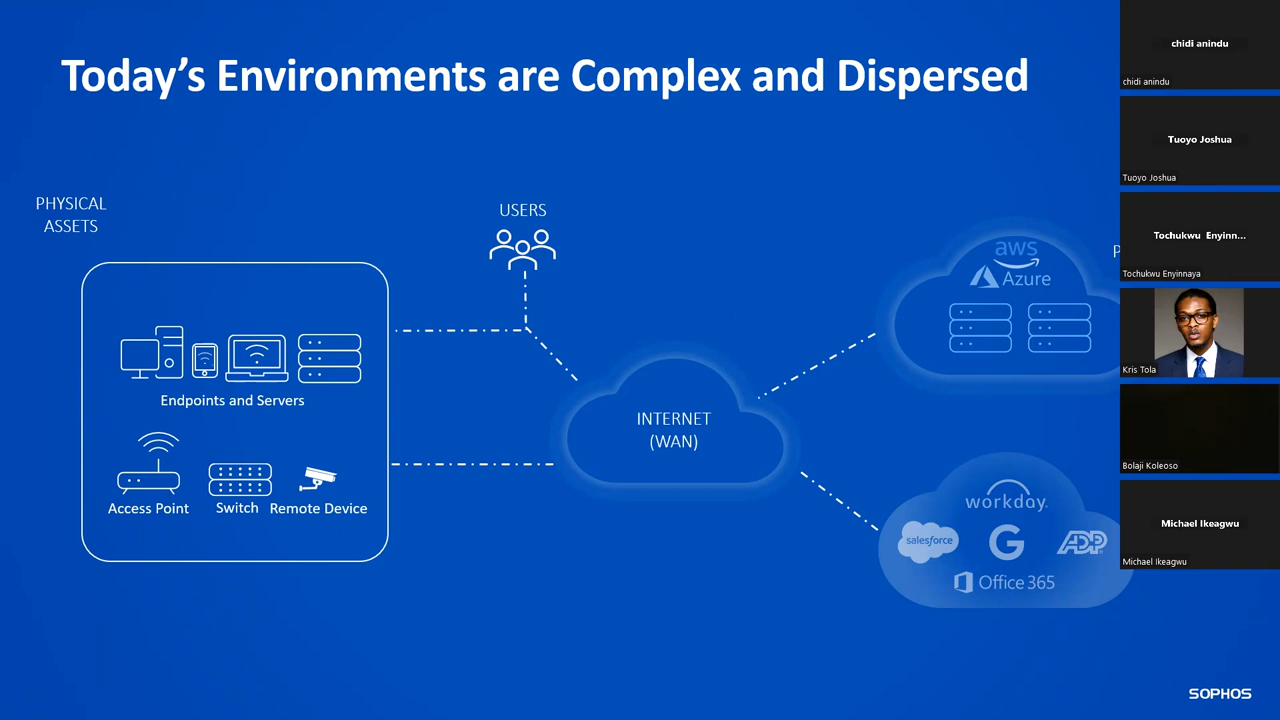 Today's Environments are Complex and Dispersed
PHYSICAL
ASSETS
USERS
Endpoints and Servers
Access Point
Switch
Remote Device
INTERNET
(WAN)
aws
Azure
P
workday.
salesforce
G
ADP
Office 365
SOPHOS
chidi anindu
chidi anindu
Tuoyo Joshua
Tuoyo Joshua
Tochukwu Enyinn...
Tochukwu Enyinnaya
Kris Tola
Bolaji Koleoso
Michael Ikeagwu
Michael Ikeagwu